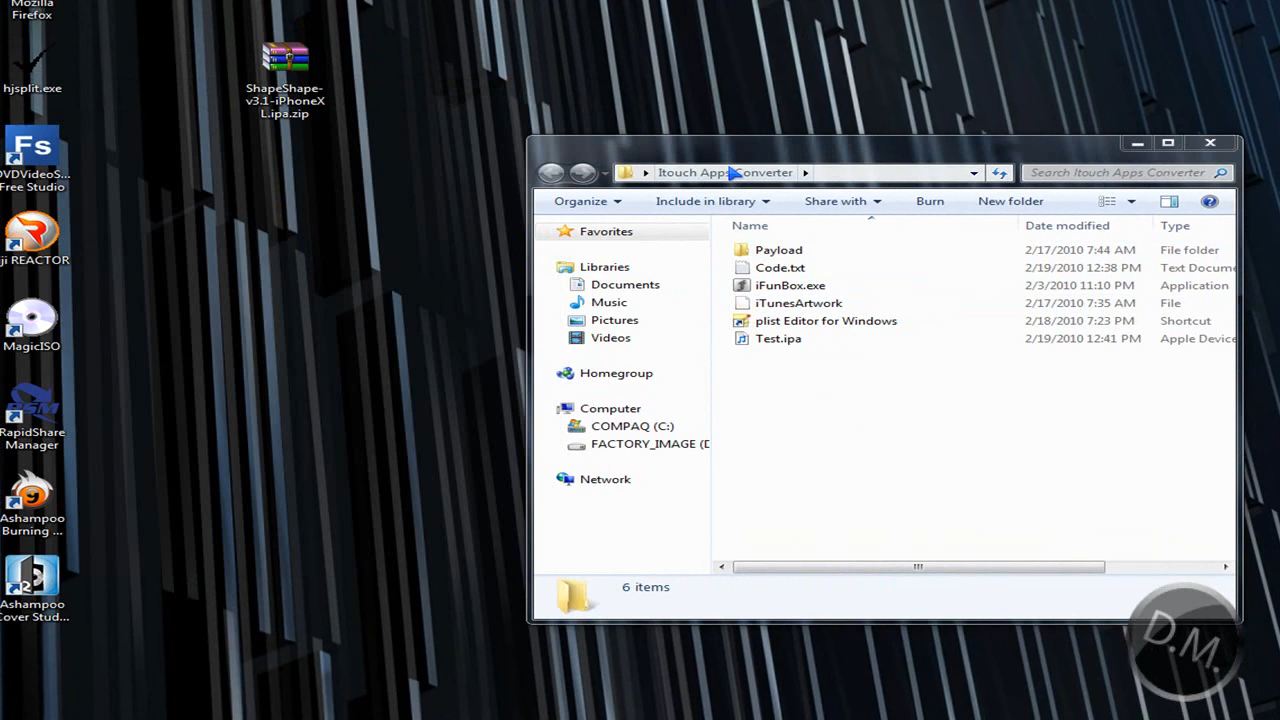 Mozilla
Firefox
hjsplit.exe
Fs
DVDVideoS...
Free Studio
ji REACTOR
MagicISO
RSM
RapidShare
Manager
Ashampoo
Burning ...
Ashampoo
Cover Stud...
ShapeShape-
v3.1-iPhoneX
L.ipa.zip
Itouch Apps Converter
Search Itouch Apps Converter
Organize
Include in library
Share with
Burn
New folder
Name
Date modified
Type
Favorites
Libraries
Documents
Music
Pictures
Videos
Homegroup
Computer
COMPAQ (C:)
FACTORY_IMAGE (D
Network
Payload 2/17/2010 7:44 AM File folder
Code.txt 2/19/2010 12:38 PM Text Docume
iFunBox.exe 2/3/2010 11:10 PM Application
iTunesArtwork 2/17/2010 7:35 AM File
plist Editor for Windows 2/18/2010 7:23 PM Shortcut
Test.ipa 2/19/2010 12:41 PM Apple Device
6 items
D.M.